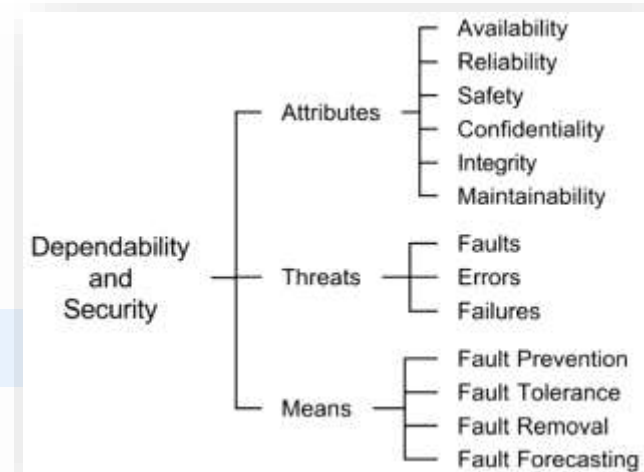 Dependability
and
Security
Attributes
Availability
Reliability
Safety
Confidentiality
Integrity
Maintainability
Threats
Faults
Errors
Failures
Means
Fault Prevention
Fault Tolerance
Fault Removal
Fault Forecasting